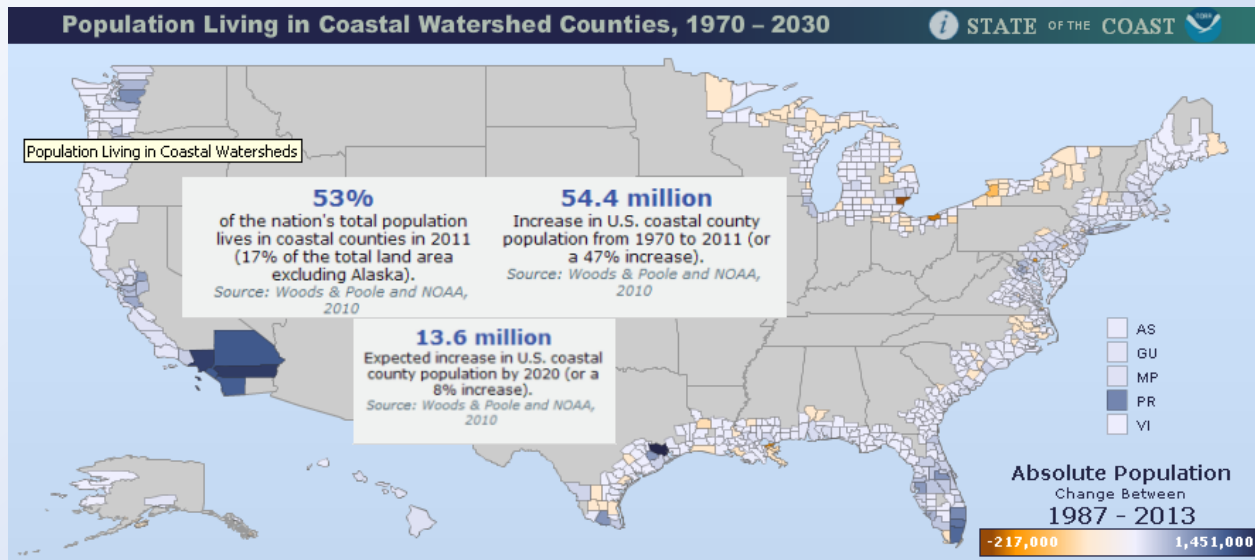 Population Living in Coastal Watershed Counties, 1970 – 2030
i
STATE OF THE COAST
NOAA
Population Living in Coastal Watersheds
53%
of the nation's total population
lives in coastal counties in 2011
(17% of the total land area
excluding Alaska).
Source: Woods & Poole and NOAA,
2010
54.4 million
Increase in U.S. coastal county
population from 1970 to 2011 (or
a 47% increase).
Source: Woods & Poole and NOAA,
2010
13.6 million
Expected increase in U.S. coastal
county population by 2020 (or a
8% increase).
Source: Woods & Poole and NOAA,
2010
AS
GU
MP
PR
VI
Absolute Population
Change Between
1987 - 2013
-217,000
1,451,000